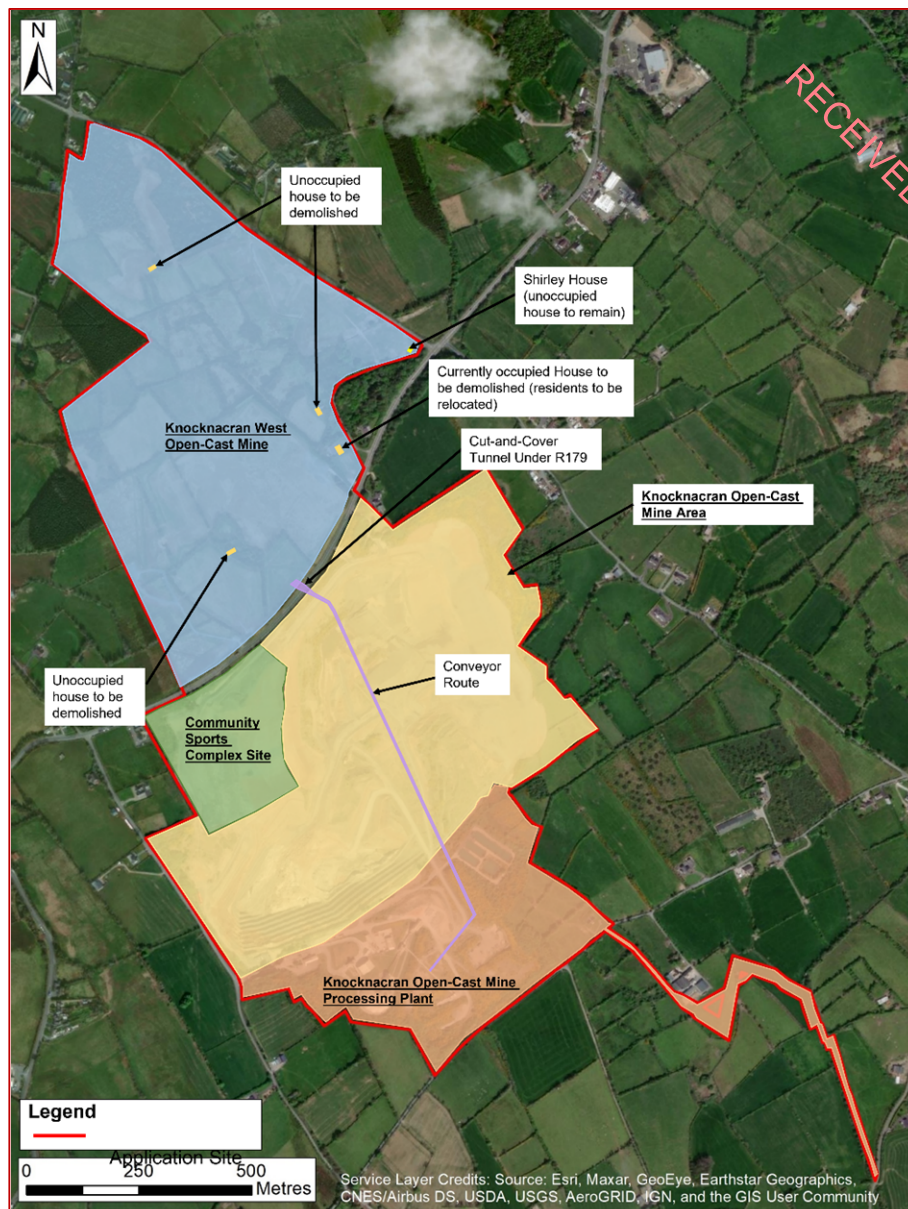 N
RECEIVED
Unoccupied
house to be
demolished
Shirley House
(unoccupied
house to remain)
Currently occupied House to
be demolished (residents to be
relocated)
Knocknacran West
Open-Cast Mine
Cut-and-Cover
Tunnel Under R179
Knocknacran Open-Cast
Mine Area
Conveyor
Route
Unoccupied
house to be
demolished
Community
Sports
Complex Site
Knocknacran Open-Cast Mine
Processing Plant
Legend
Application Site
0 250 500
Metres
Service Layer Credits: Source: Esri, Maxar, GeoEye, Earthstar Geographics,
CNES/Airbus DS, USDA, USGS, AeroGRID, IGN, and the GIS User Community